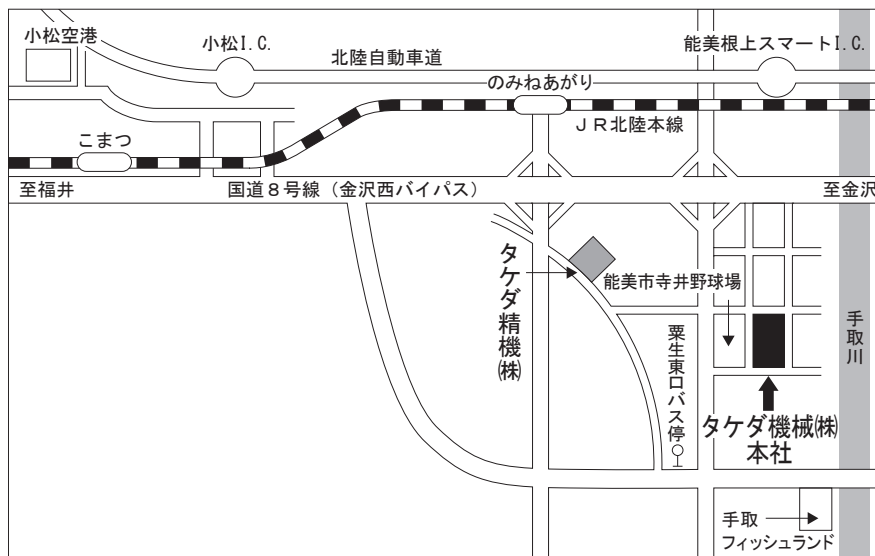 小松空港
小松I.C.
北陸自動車道
能美根上スマートI.C.
のみねあがり
JR北陸本線
こまつ
至福井
国道8号線（金沢西バイパス）
至金沢
タケダ精機㈱
能美市寺井野球場
粟生東口バス停
手取川
タケダ機械㈱
本社
手取
フィッシュランド